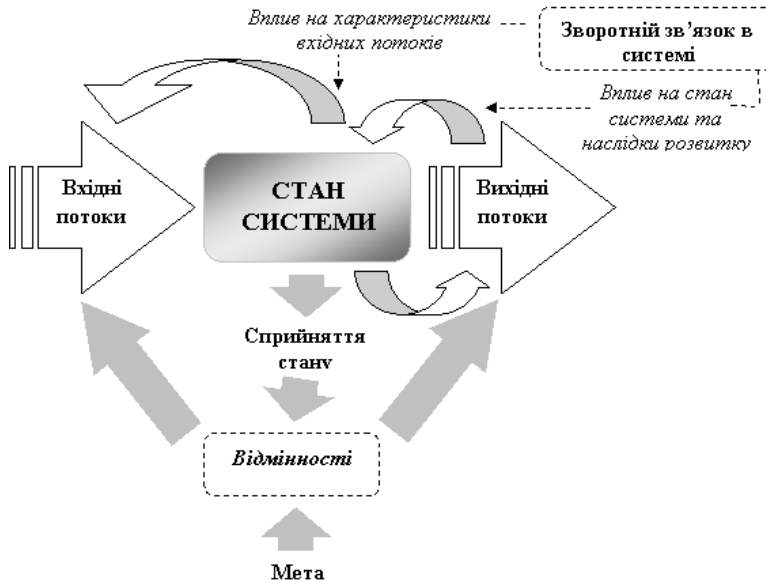 Вплив на характеристики
вхідних потоків
Зворотній зв’язок в
системі
Вплив на стан
системи та
наслідки розвитку
Вхідні
потоки
СТАН
СИСТЕМИ
Вихідні
потоки
Сприйняття
стану
Відмінності
Мета